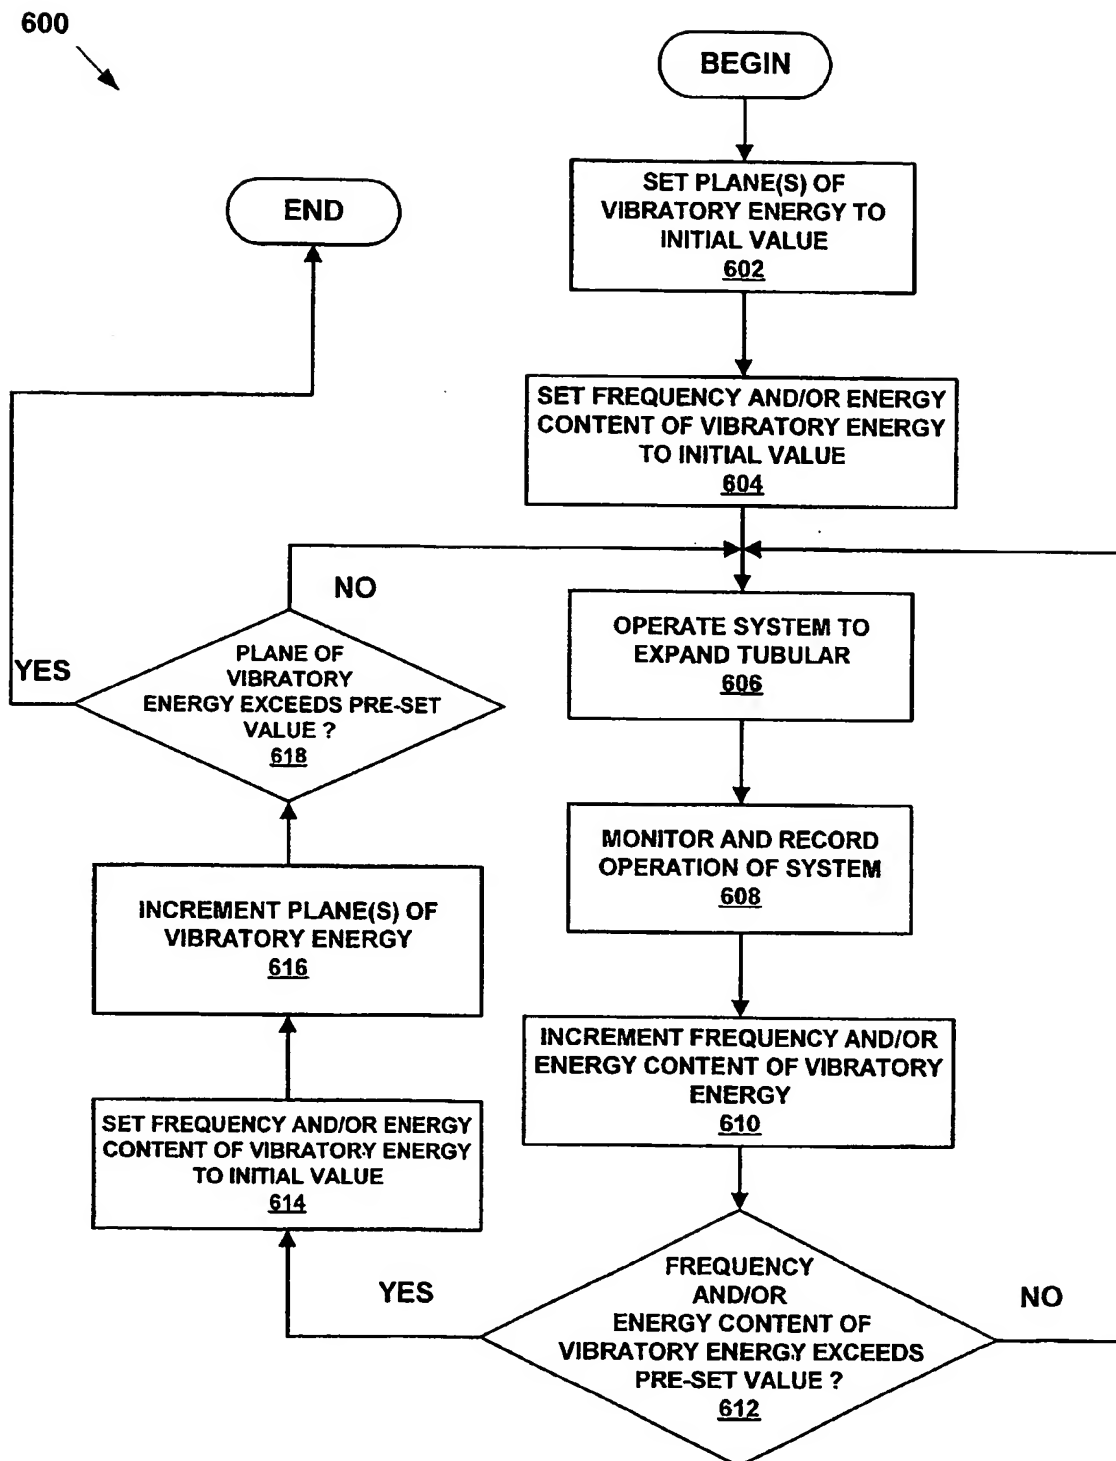 600
BEGIN
SET PLANE(S) OF
VIBRATORY ENERGY TO
INITIAL VALUE
602
END
SET FREQUENCY AND/OR ENERGY
CONTENT OF VIBRATORY ENERGY
TO INITIAL VALUE
604
NO
OPERATE SYSTEM TO
EXPAND TUBULAR
606
YES
PLANE OF
VIBRATORY
ENERGY EXCEEDS PRE-SET
VALUE ?
618
MONITOR AND RECORD
OPERATION OF SYSTEM
608
INCREMENT PLANE(S) OF
VIBRATORY ENERGY
616
INCREMENT FREQUENCY AND/OR
ENERGY CONTENT OF VIBRATORY
ENERGY
610
SET FREQUENCY AND/OR ENERGY
CONTENT OF VIBRATORY ENERGY
TO INITIAL VALUE
614
YES
FREQUENCY
AND/OR
ENERGY CONTENT OF
VIBRATORY ENERGY EXCEEDS
PRE-SET VALUE ?
612
NO